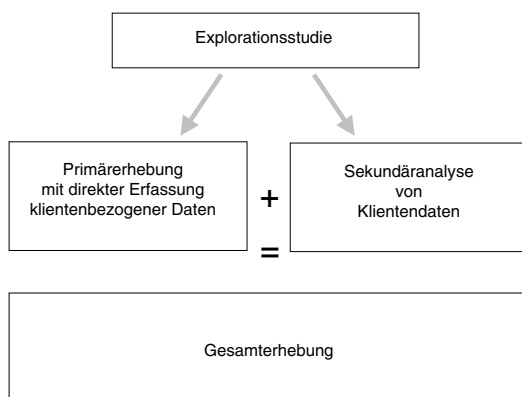 Explorationsstudie
Primärerhebung
mit direkter Erfassung
klientenbezogener Daten
+
Sekundäranalyse
von
Klientendaten
=
Gesamterhebung